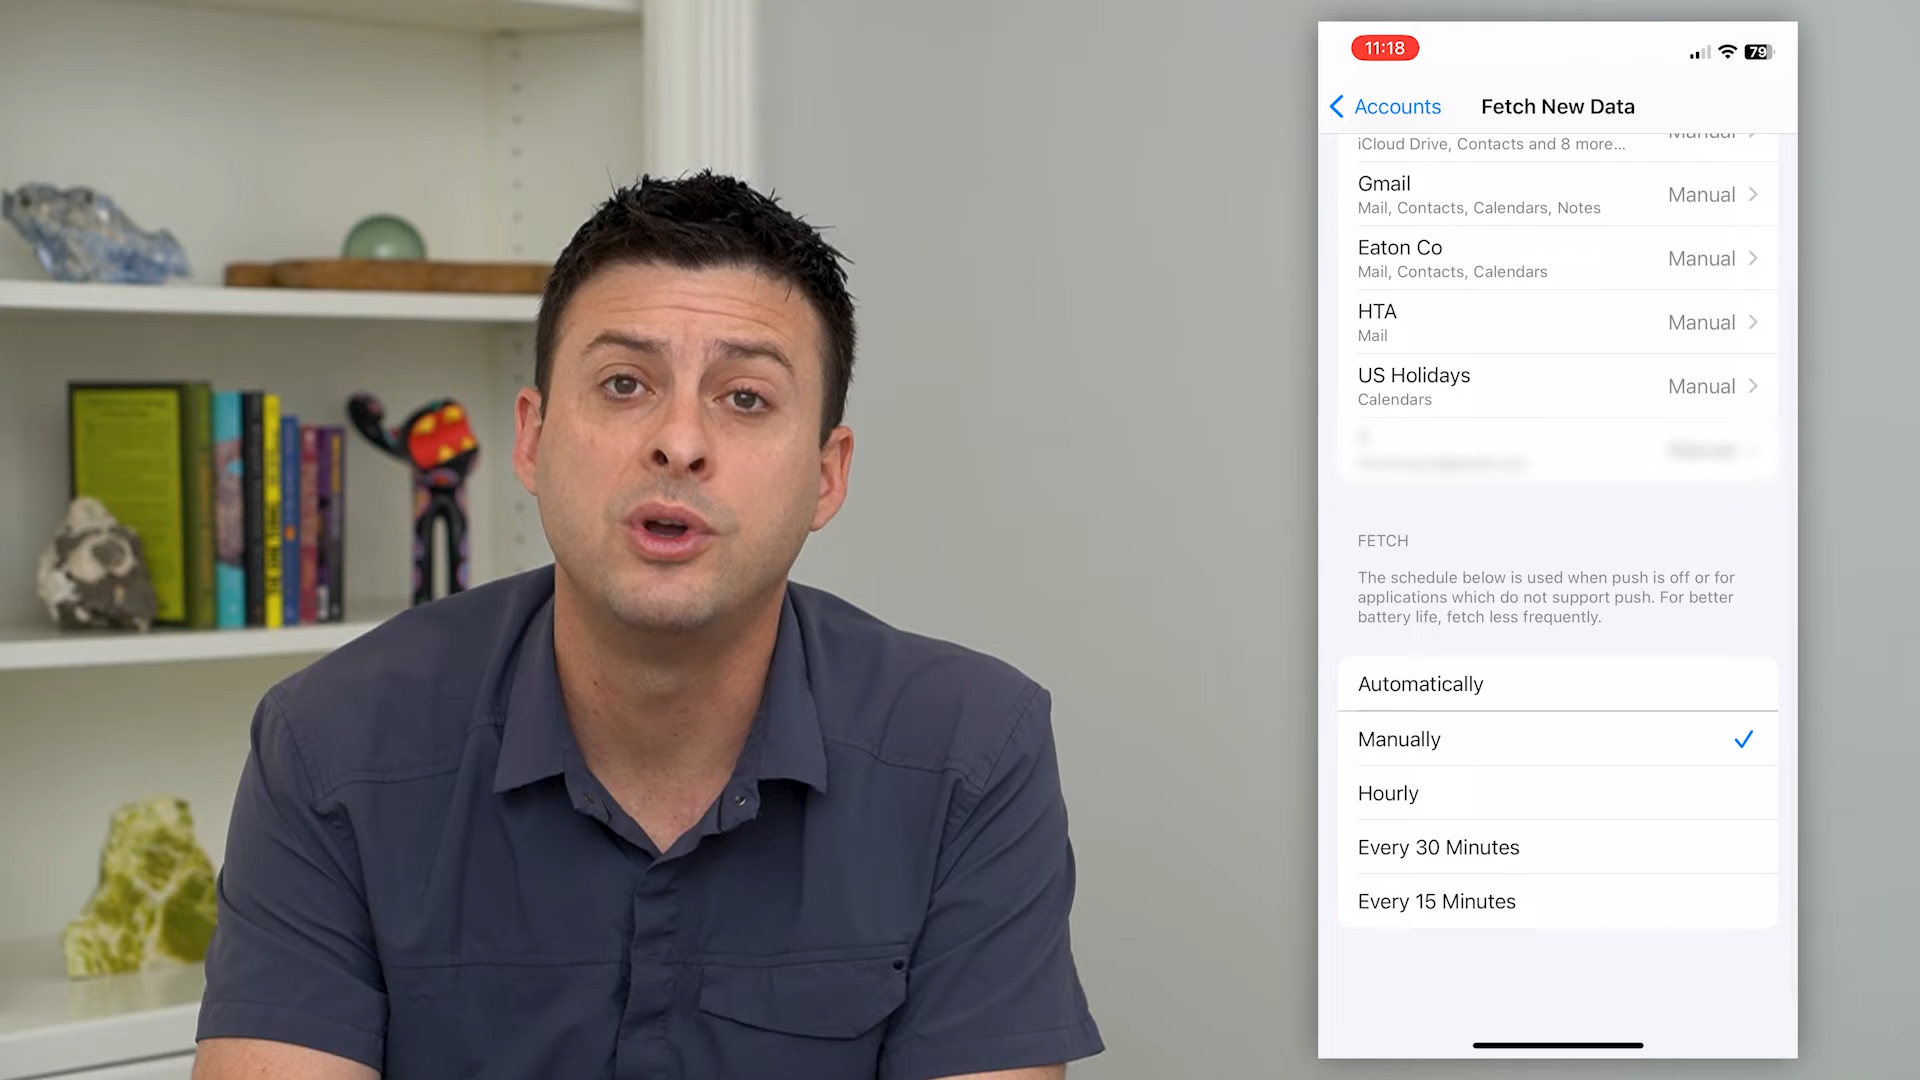 11:18
79
Accounts
Fetch New Data
Manual
iCloud Drive, Contacts and 8 more...
Gmail
Manual
Mail, Contacts, Calendars, Notes
Eaton Co
Manual
Mail, Contacts, Calendars
HTA
Manual
Mail
US Holidays
Manual
Calendars
FETCH
The schedule below is used when push is off or for
applications which do not support push. For better
battery life, fetch less frequently.
Automatically
Manually
Hourly
Every 30 Minutes
Every 15 Minutes